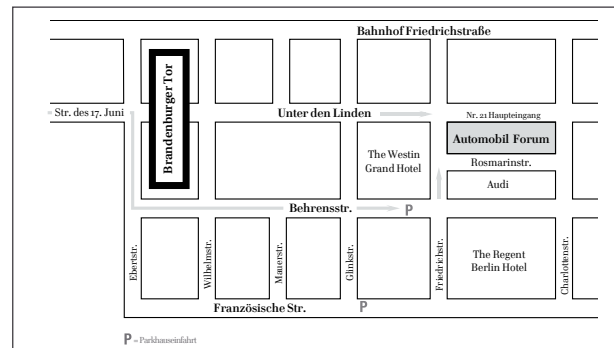 Bahnhof Friedrichstraße
Brandenburger Tor
Str. des 17. Juni
Unter den Linden
Nr. 21 Haupteingang
Automobil Forum
The Westin
Grand Hotel
Rosmarinstr.
Audi
Behrensstr.
P
Ebertstr.
Wilhelmstr.
Mauerstr.
Glinkstr.
Friedrichstr.
The Regent
Berlin Hotel
Charlottenstr.
Französische Str.
P
P = Parkhauseinfahrt